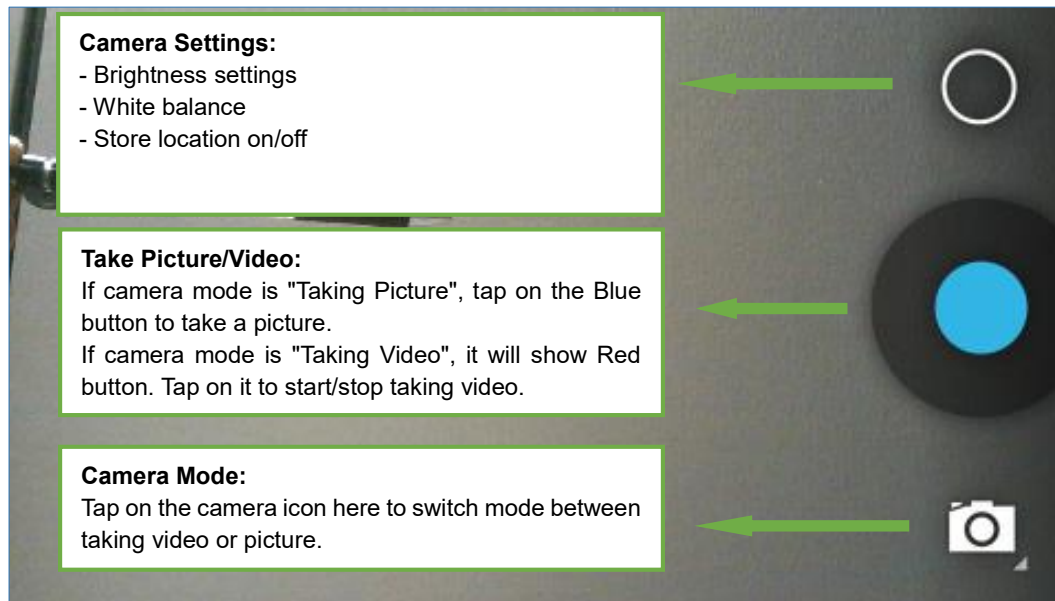 Camera Settings:
- Brightness settings
- White balance
- Store location on/off
Take Picture/Video:
If camera mode is "Taking Picture", tap on the Blue
button to take a picture.
If camera mode is "Taking Video", it will show Red
button. Tap on it to start/stop taking video.
Camera Mode:
Tap on the camera icon here to switch mode between
taking video or picture.